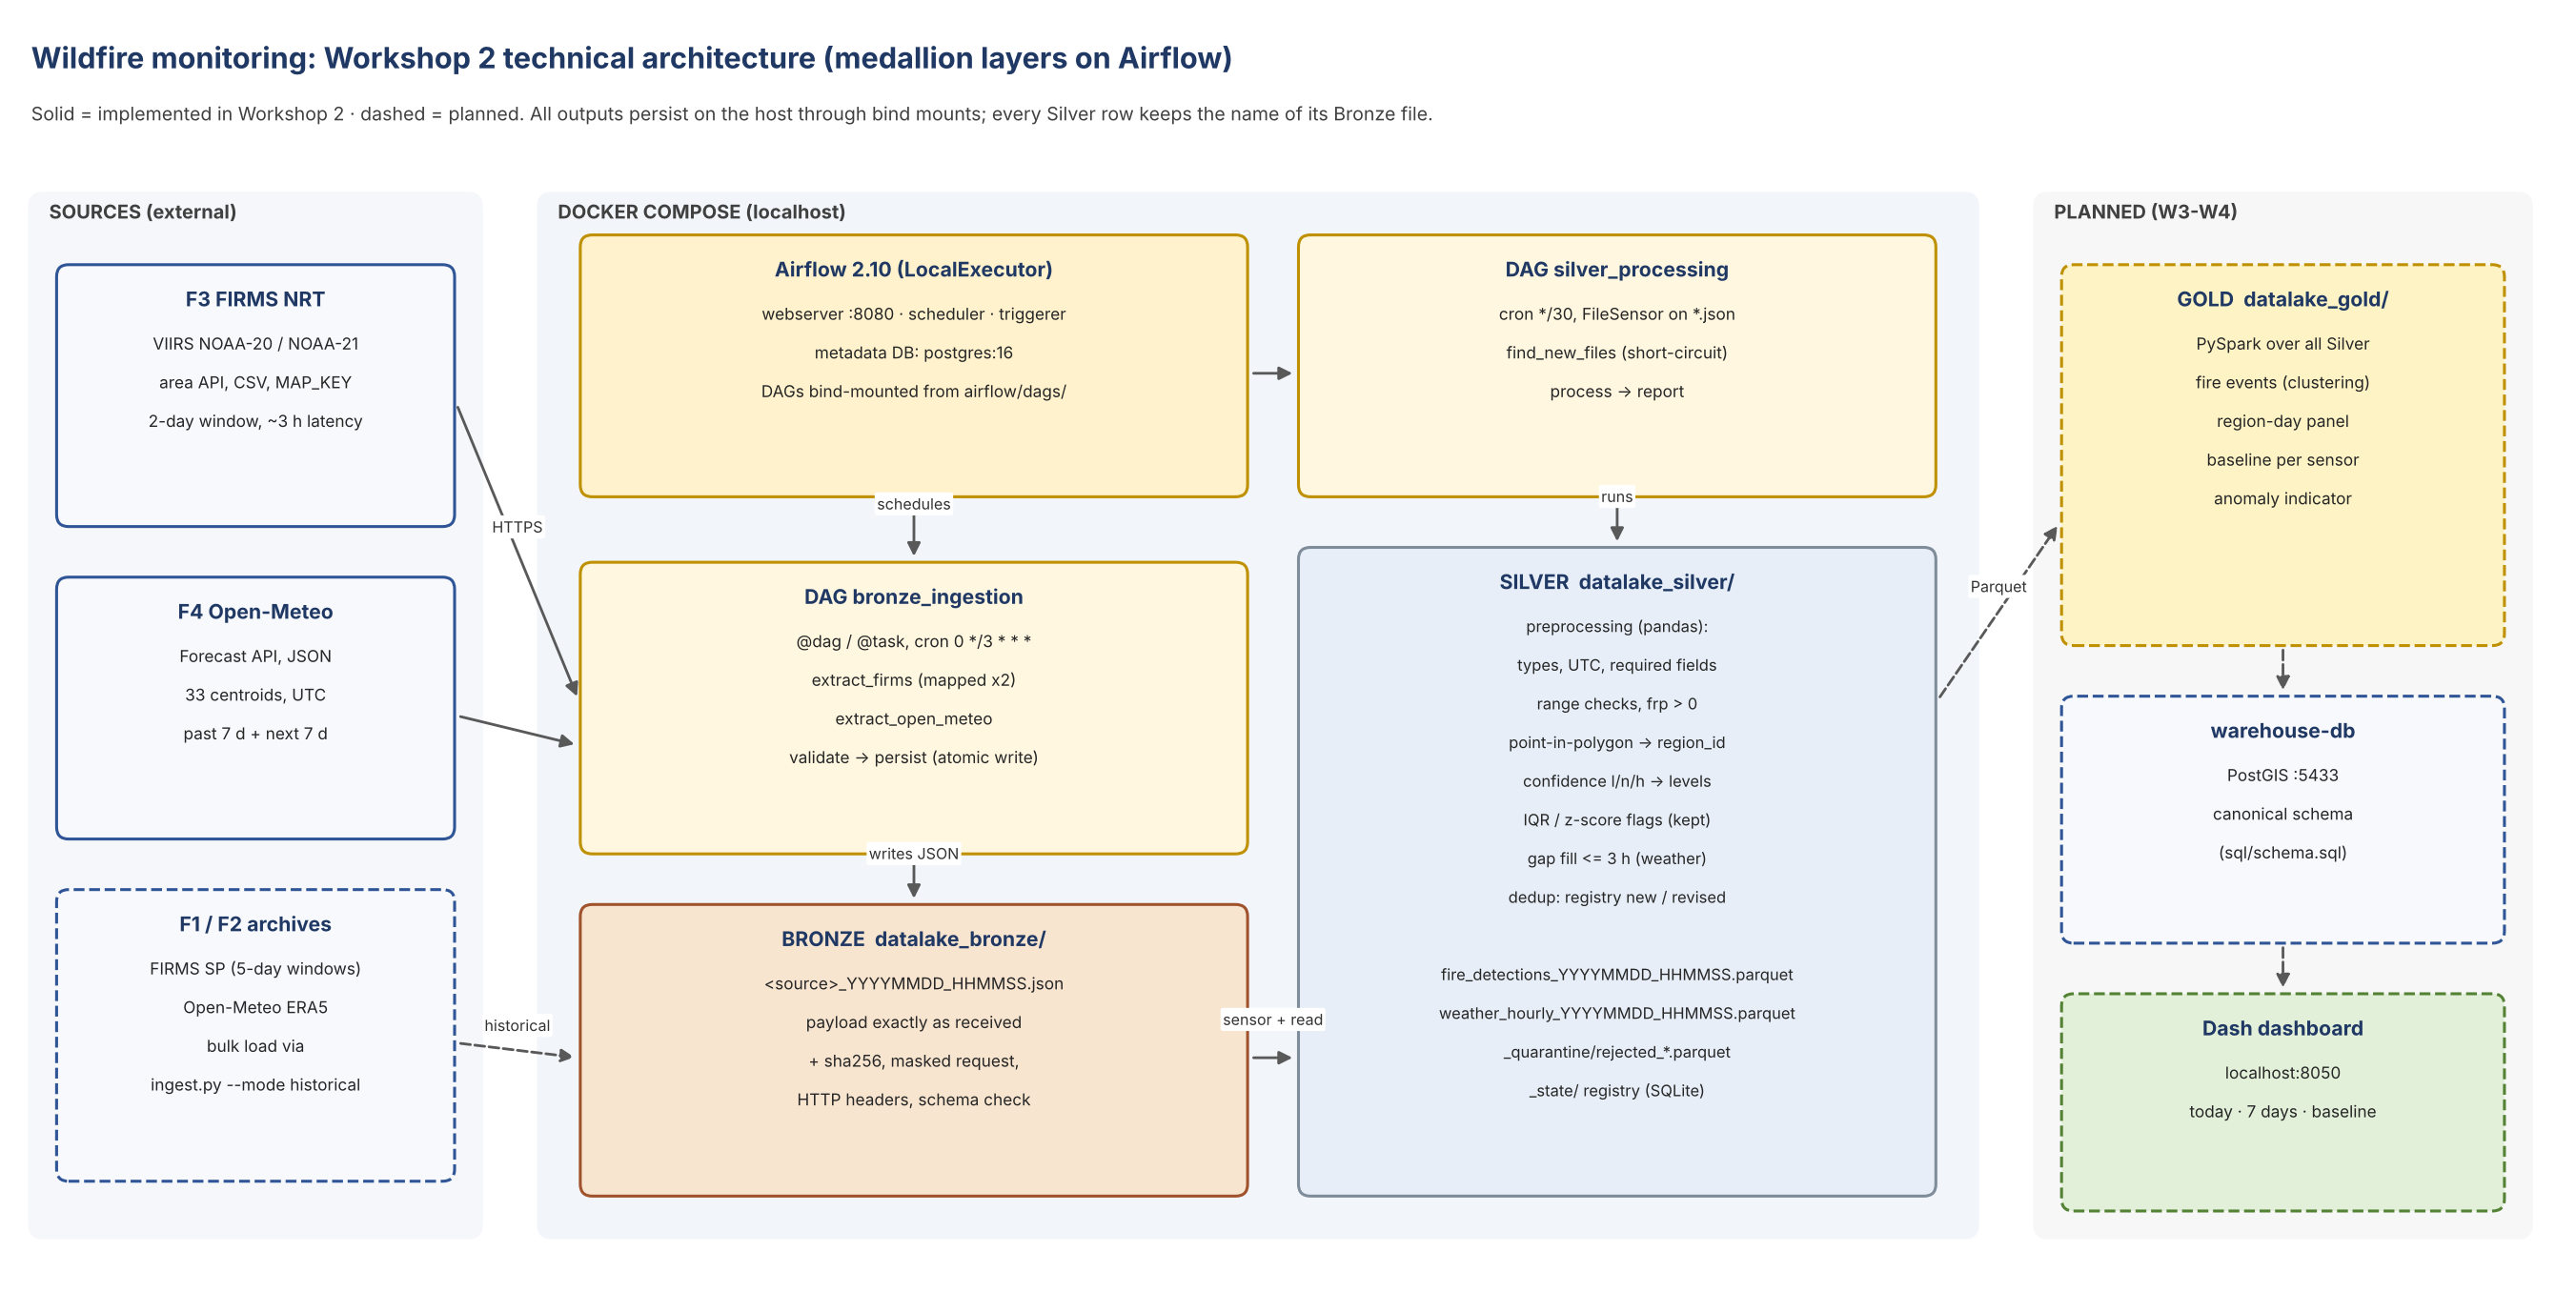 Wildfire monitoring: Workshop 2 technical architecture (medallion layers on Airflow)
Solid = implemented in Workshop 2 · dashed = planned. All outputs persist on the host through bind mounts; every Silver row keeps the name of its Bronze file.
SOURCES (external)
F3 FIRMS NRT
VIIRS NOAA-20 / NOAA-21
area API, CSV, MAP_KEY
2-day window, ~3 h latency
F4 Open-Meteo
Forecast API, JSON
33 centroids, UTC
past 7 d + next 7 d
F1 / F2 archives
FIRMS SP (5-day windows)
Open-Meteo ERA5
bulk load via
ingest.py --mode historical
HTTPS
historical
DOCKER COMPOSE (localhost)
Airflow 2.10 (LocalExecutor)
webserver :8080 · scheduler · triggerer
metadata DB: postgres:16
DAGs bind-mounted from airflow/dags/
schedules
DAG bronze_ingestion
@dag / @task, cron 0 */3 * * *
extract_firms (mapped x2)
extract_open_meteo
validate → persist (atomic write)
writes JSON
BRONZE datalake_bronze/
<source>_YYYYMMDD_HHMMSS.json
payload exactly as received
+ sha256, masked request,
HTTP headers, schema check
sensor + read
DAG silver_processing
cron */30, FileSensor on *.json
find_new_files (short-circuit)
process → report
runs
SILVER datalake_silver/
preprocessing (pandas):
types, UTC, required fields
range checks, frp > 0
point-in-polygon → region_id
confidence l/n/h → levels
IQR / z-score flags (kept)
gap fill <= 3 h (weather)
dedup: registry new / revised
fire_detections_YYYYMMDD_HHMMSS.parquet
weather_hourly_YYYYMMDD_HHMMSS.parquet
_quarantine/rejected_*.parquet
_state/ registry (SQLite)
Parquet
PLANNED (W3-W4)
GOLD datalake_gold/
PySpark over all Silver
fire events (clustering)
region-day panel
baseline per sensor
anomaly indicator
warehouse-db
PostGIS :5433
canonical schema
(sql/schema.sql)
Dash dashboard
localhost:8050
today · 7 days · baseline